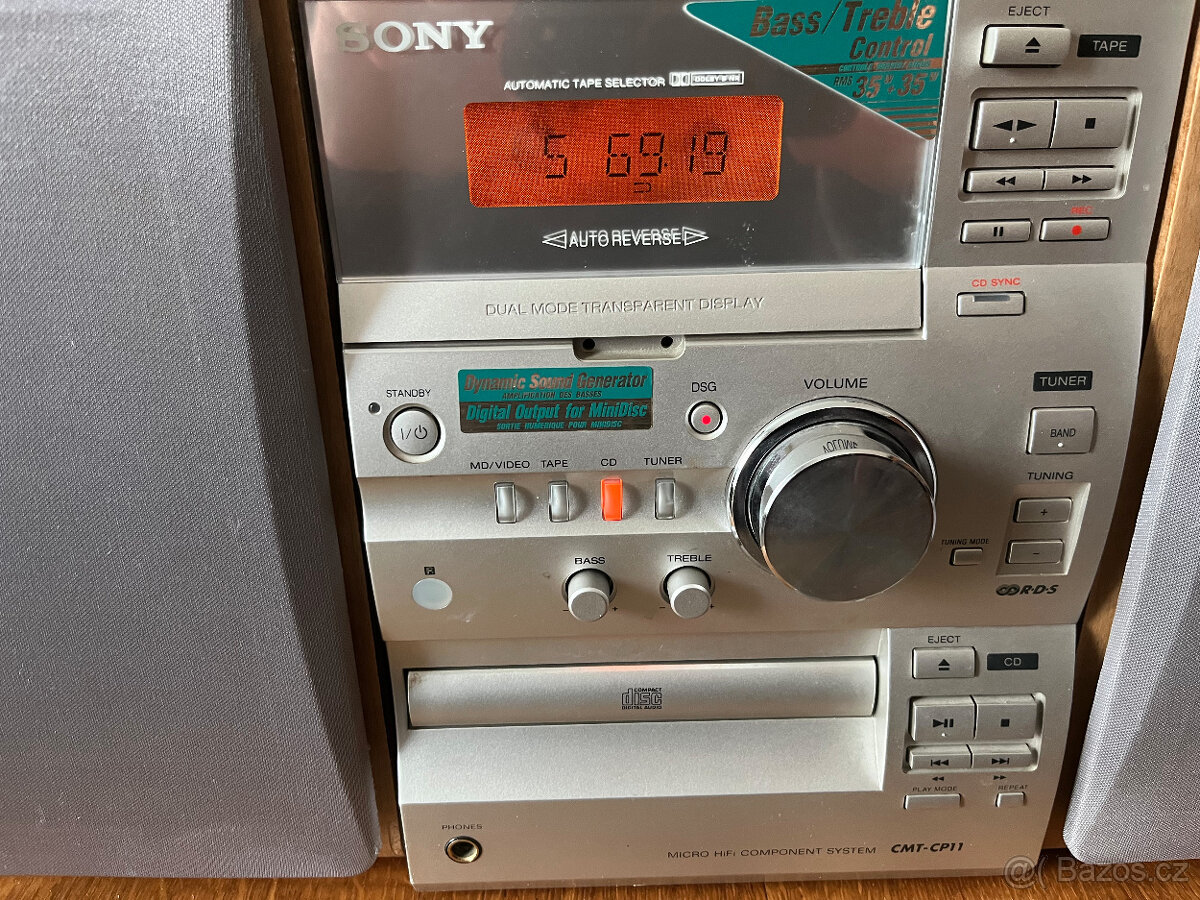 SONY
Bass/Treble
Control
RMS 35W+35W
AUTOMATIC TAPE SELECTOR DOLBY B NR
5 69.19
AUTO REVERSE
DUAL MODE TRANSPARENT DISPLAY
EJECT
TAPE
REC
CD SYNC
STANDBY
I/
Dynamic Sound Generator
AMPLIFICATION DES BASSES
Digital Output for MiniDisc
SORTIE NUMERIQUE POUR MINIDISC
DSG
VOLUME
VOLUME
TUNER
BAND
TUNING
+
-
TUNING MODE
R·D·S
MD/VIDEO TAPE CD TUNER
BASS
- +
TREBLE
- +
COMPACT
disc
DIGITAL AUDIO
EJECT
CD
PLAY MODE
REPEAT
PHONES
MICRO HiFi COMPONENT SYSTEM CMT-CP11
@ Bazos.cz